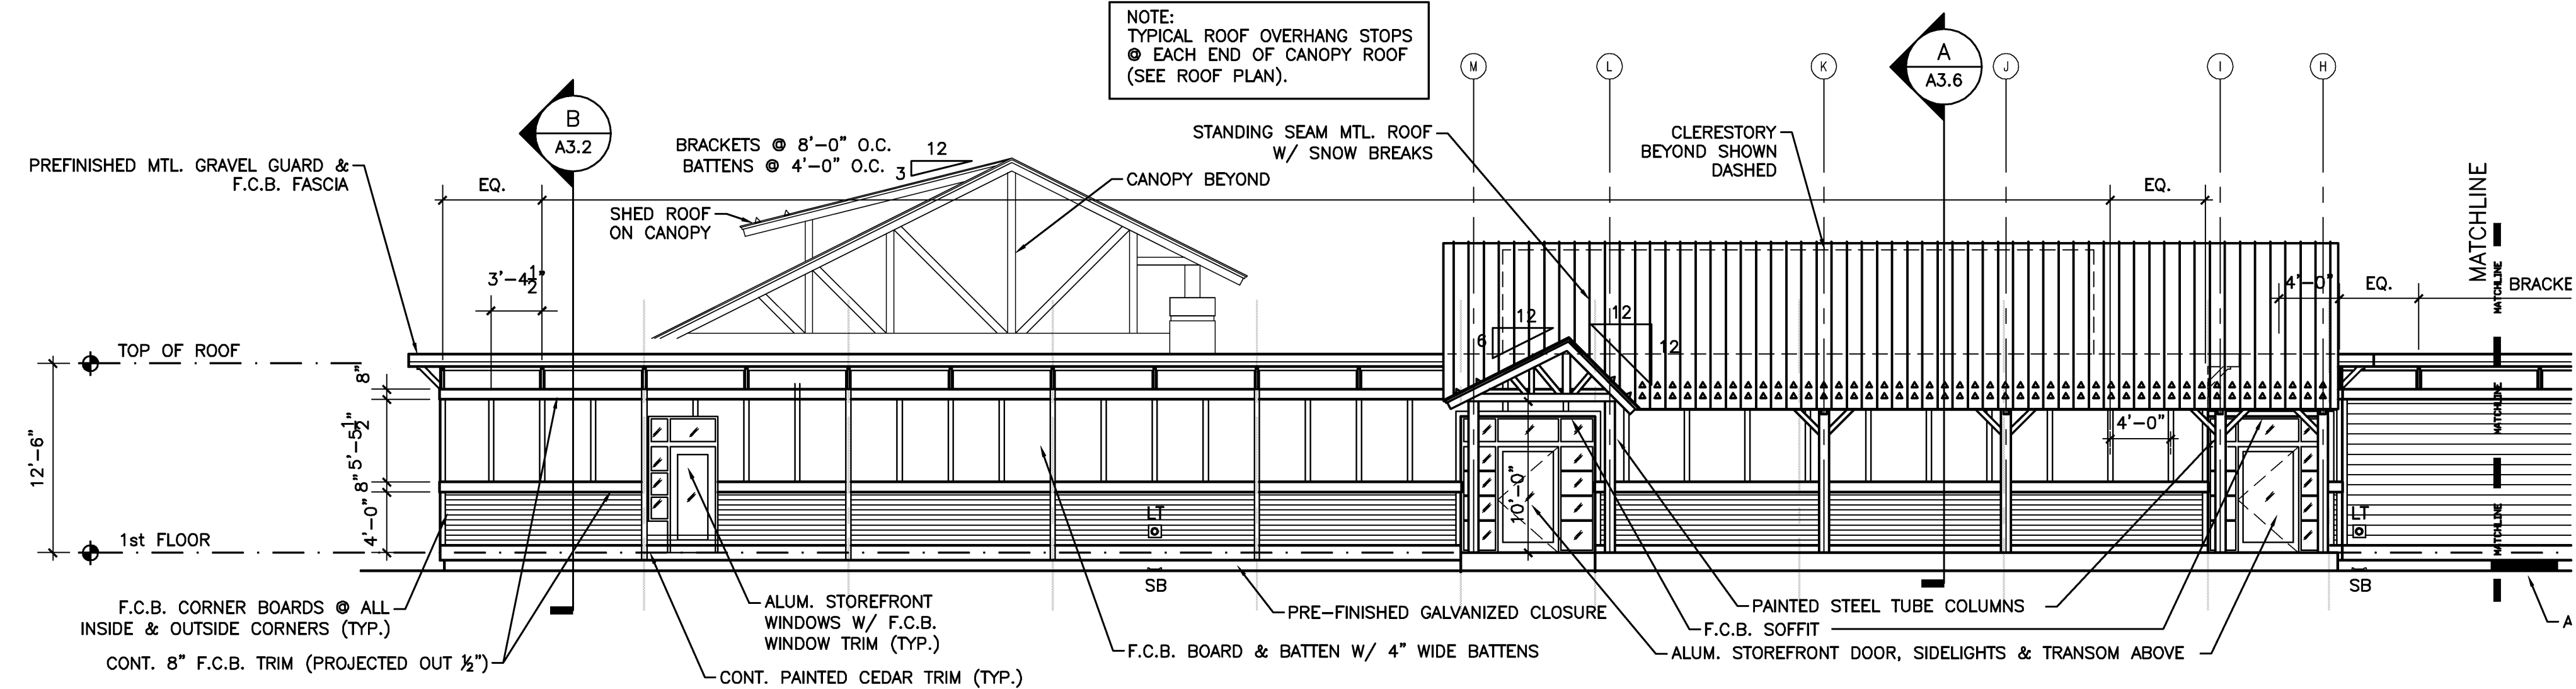 NOTE:
TYPICAL ROOF OVERHANG STOPS
@ EACH END OF CANOPY ROOF
(SEE ROOF PLAN).
M
L
K
A
A3.6
J
I
H
B
A3.2
BRACKETS @ 8'-0" O.C.
BATTENS @ 4'-0" O.C.
12
3
STANDING SEAM MTL. ROOF
W/ SNOW BREAKS
CLERESTORY
BEYOND SHOWN
DASHED
PREFINISHED MTL. GRAVEL GUARD &
F.C.B. FASCIA
EQ.
CANOPY BEYOND
EQ.
MATCHLINE
SHED ROOF
ON CANOPY
3'-4 1/2"
4'-0"
EQ.
BRACKE
MATCHLINE
12
6
12
12
TOP OF ROOF
8"
5'-5 1/2"
8"
4'-0"
12'-6"
4'-0"
MATCHLINE
MATCHLINE
10'-0"
1st FLOOR
LT
LT
SB
SB
F.C.B. CORNER BOARDS @ ALL
INSIDE & OUTSIDE CORNERS (TYP.)
CONT. 8" F.C.B. TRIM (PROJECTED OUT ½")
ALUM. STOREFRONT
WINDOWS W/ F.C.B.
WINDOW TRIM (TYP.)
CONT. PAINTED CEDAR TRIM (TYP.)
PRE-FINISHED GALVANIZED CLOSURE
F.C.B. BOARD & BATTEN W/ 4" WIDE BATTENS
PAINTED STEEL TUBE COLUMNS
F.C.B. SOFFIT
ALUM. STOREFRONT DOOR, SIDELIGHTS & TRANSOM ABOVE
A